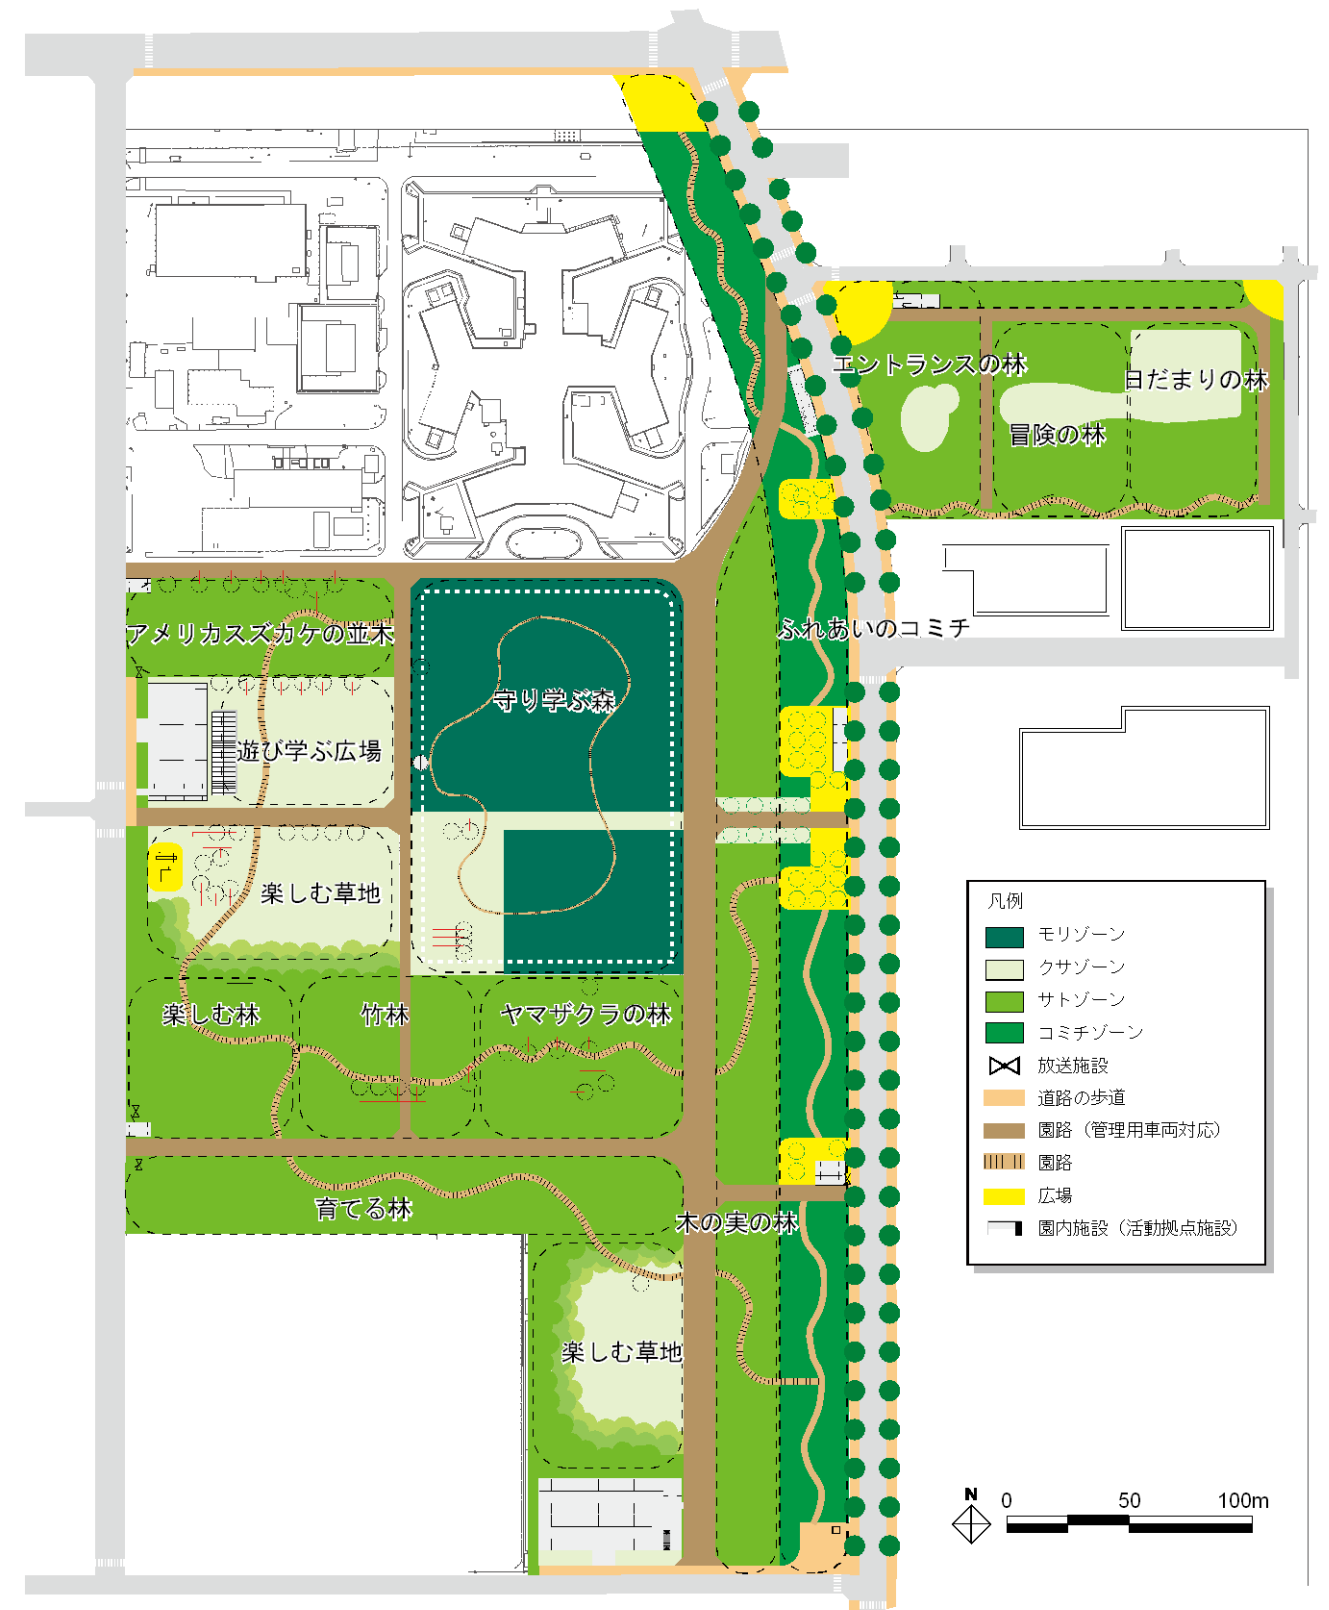 エントランスの林
日だまりの林
冒険の林
アメリカスズカケの並木
ふれあいのコミチ
守り学ぶ森
遊び学ぶ広場
楽しむ草地
楽しむ林
竹林
ヤマザクラの林
育てる林
木の実の林
楽しむ草地
凡例
モリゾーン
クサゾーン
サトゾーン
コミチゾーン
放送施設
道路の歩道
園路（管理用車両対応）
園路
広場
園内施設（活動拠点施設）
N
0 50 100m